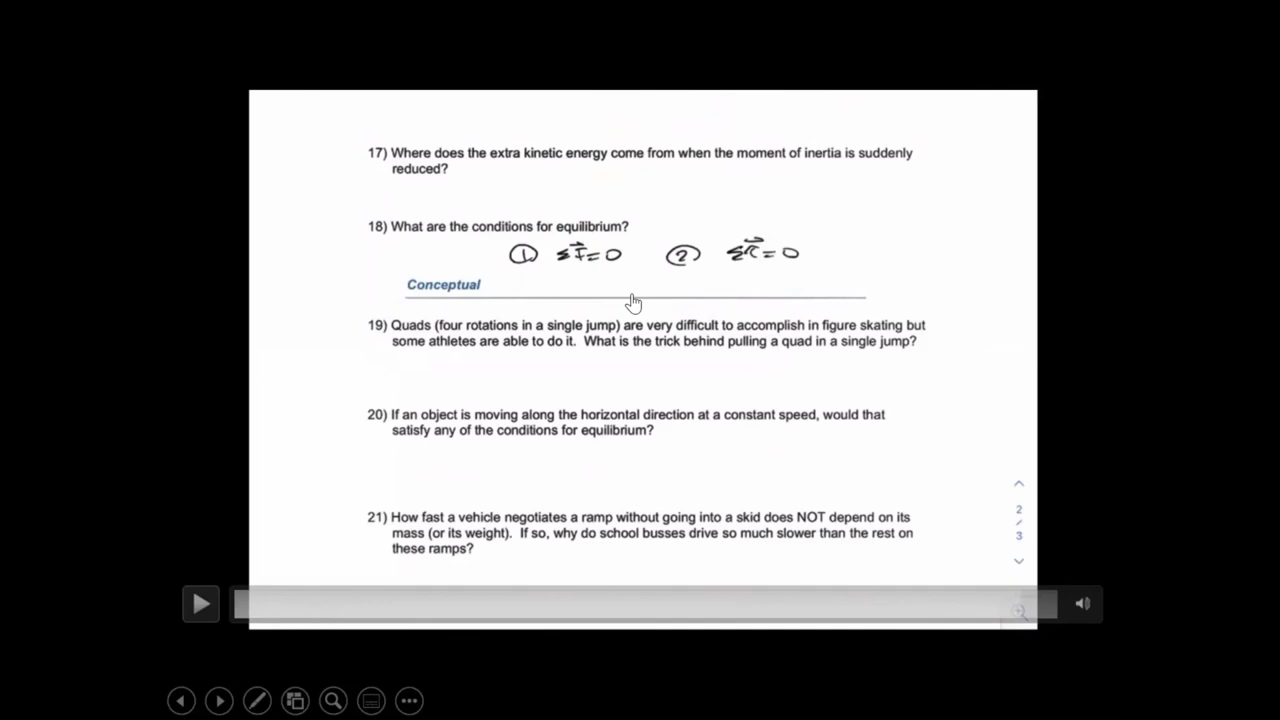 17) Where does the extra kinetic energy come from when the moment of inertia is suddenly
reduced?
18) What are the conditions for equilibrium?
① ΣF⃗=0 ② Στ⃗=0
Conceptual
19) Quads (four rotations in a single jump) are very difficult to accomplish in figure skating but
some athletes are able to do it. What is the trick behind pulling a quad in a single jump?
20) If an object is moving along the horizontal direction at a constant speed, would that
satisfy any of the conditions for equilibrium?
21) How fast a vehicle negotiates a ramp without going into a skid does NOT depend on its
mass (or its weight). If so, why do school busses drive so much slower than the rest on
these ramps?
2
/
3